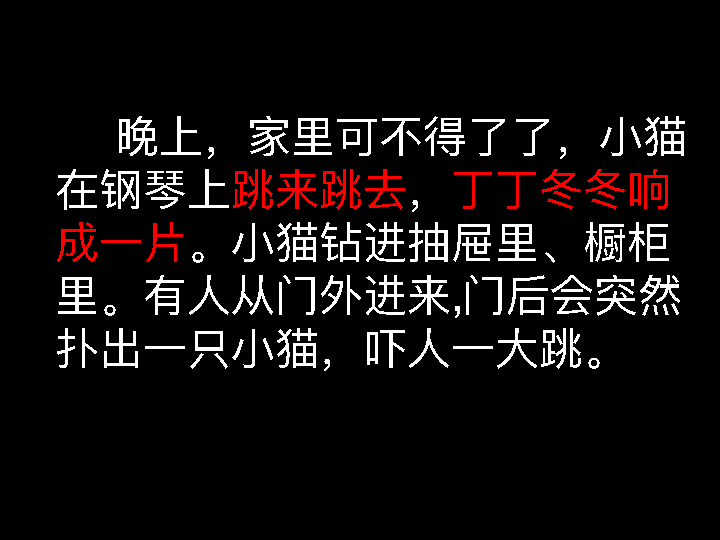 晚上，家里可不得了了，小猫
在钢琴上跳来跳去，丁丁冬冬响
成一片。小猫钻进抽屉里、橱柜
里。有人从门外进来,门后会突然
扑出一只小猫，吓人一大跳。